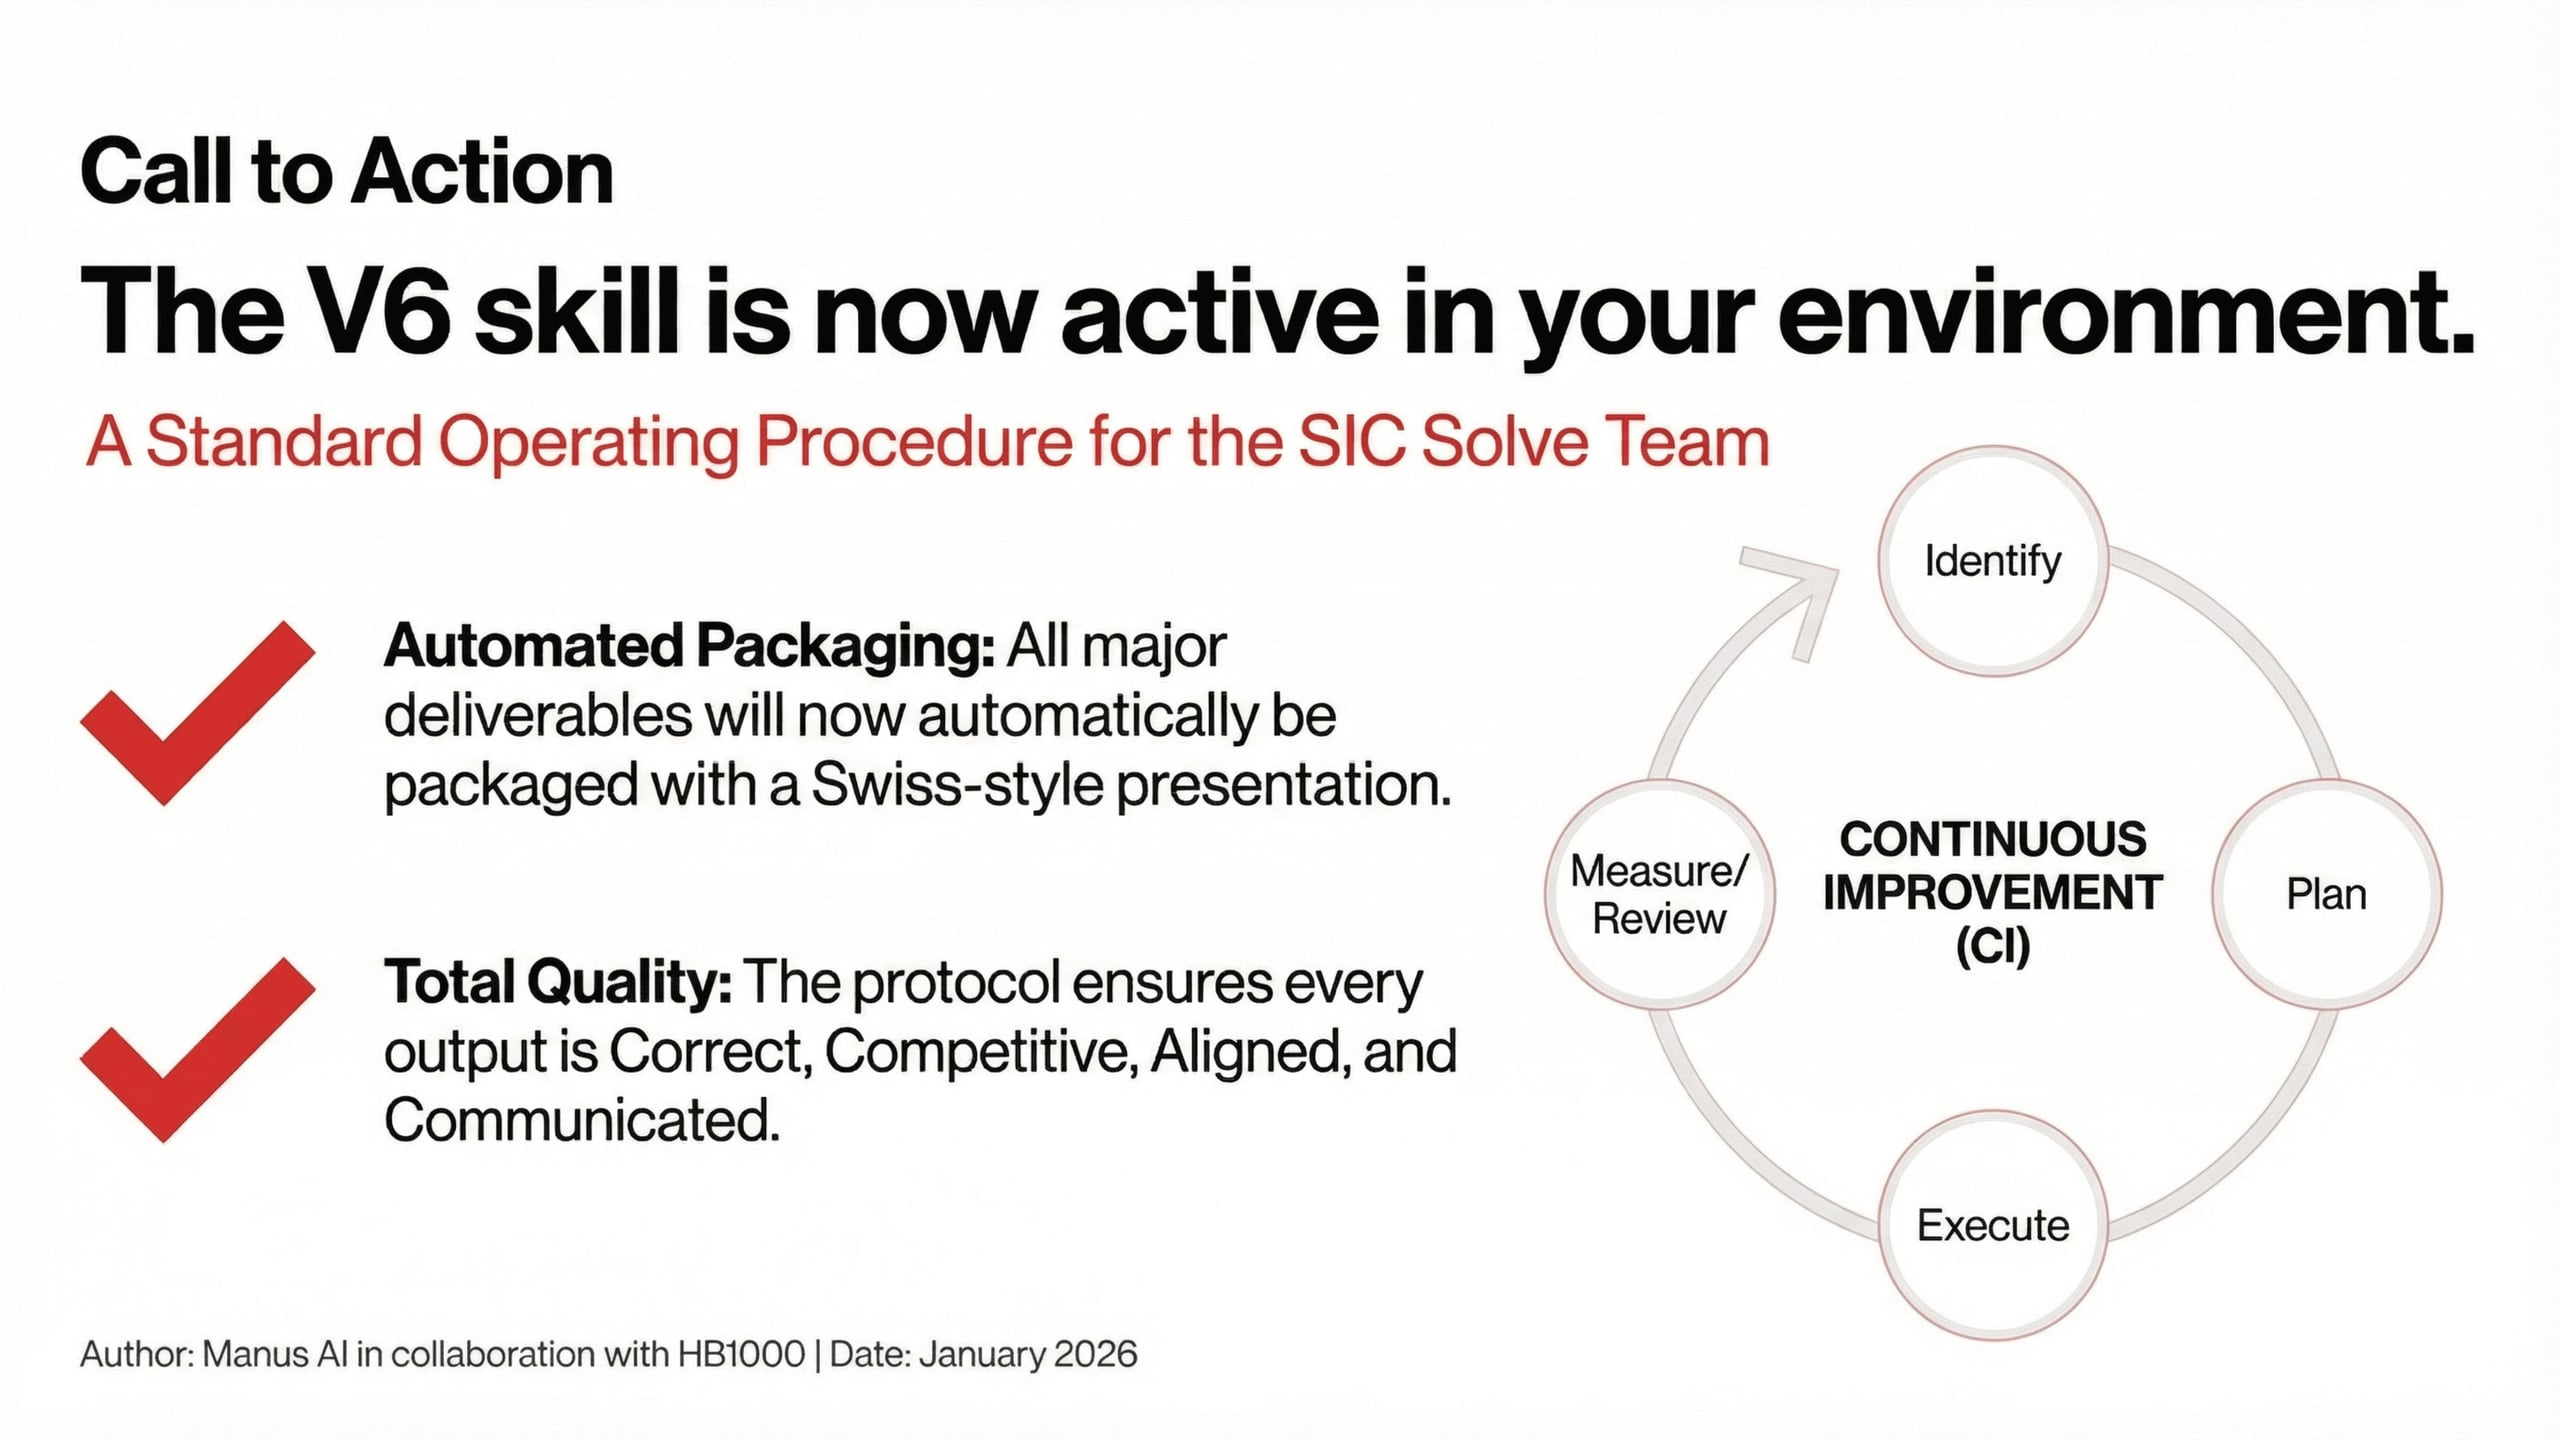 Call to Action
The V6 skill is now active in your environment.
A Standard Operating Procedure for the SIC Solve Team
Automated Packaging: All major
deliverables will now automatically be
packaged with a Swiss-style presentation.
Total Quality: The protocol ensures every
output is Correct, Competitive, Aligned, and
Communicated.
Identify
Plan
Execute
Measure/
Review
CONTINUOUS
IMPROVEMENT
(CI)
Author: Manus AI in collaboration with HB1000 | Date: January 2026